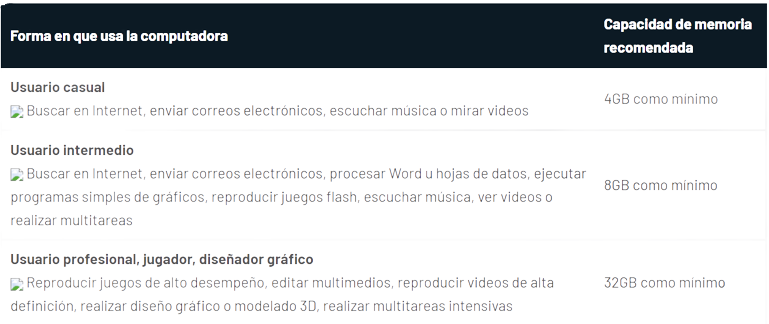 Forma en que usa la computadora
Capacidad de memoria
recomendada
Usuario casual
Buscar en Internet, enviar correos electrónicos, escuchar música o mirar videos
4GB como mínimo
Usuario intermedio
Buscar en Internet, enviar correos electrónicos, procesar Word u hojas de datos, ejecutar
programas simples de gráficos, reproducir juegos flash, escuchar música, ver videos o
realizar multitareas
8GB como mínimo
Usuario profesional, jugador, diseñador gráfico
Reproducir juegos de alto desempeño, editar multimedios, reproducir videos de alta
definición, realizar diseño gráfico o modelado 3D, realizar multitareas intensivas
32GB como mínimo